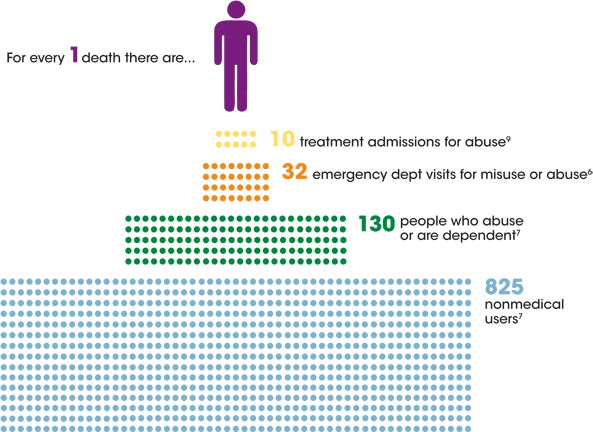 For every 1 death there are...
10 treatment admissions for abuse⁹
32 emergency dept visits for misuse or abuse⁶
130 people who abuse
or are dependent⁷
825
nonmedical
users⁷